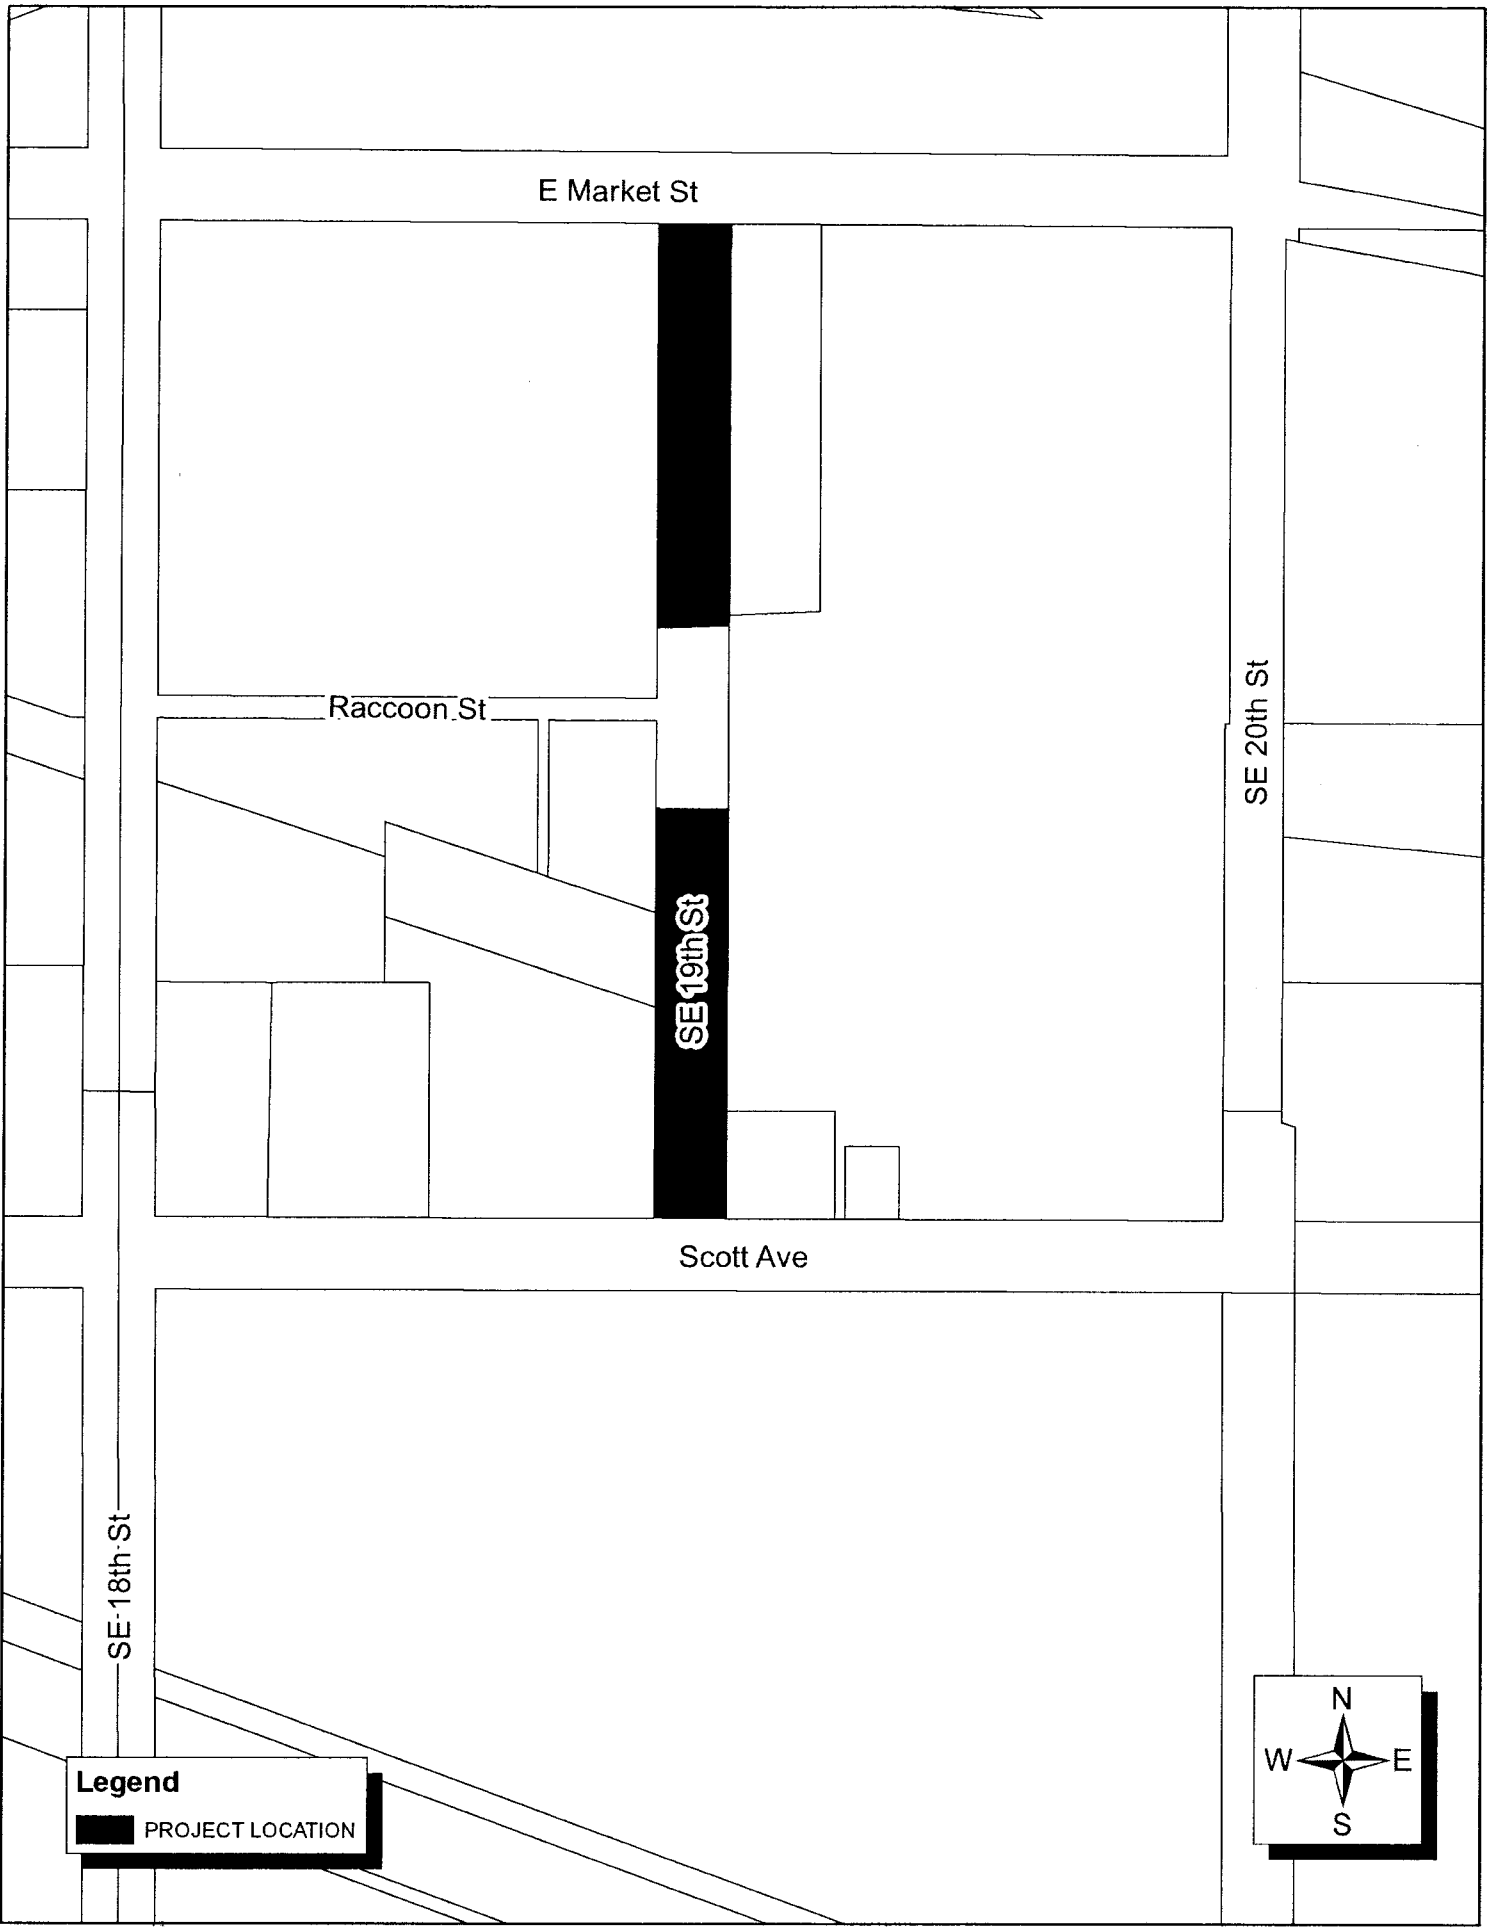 E Market St
Raccoon St
SE 20th St
SE 19th St
Scott Ave
SE 18th St
N
W E
S
Legend
PROJECT LOCATION